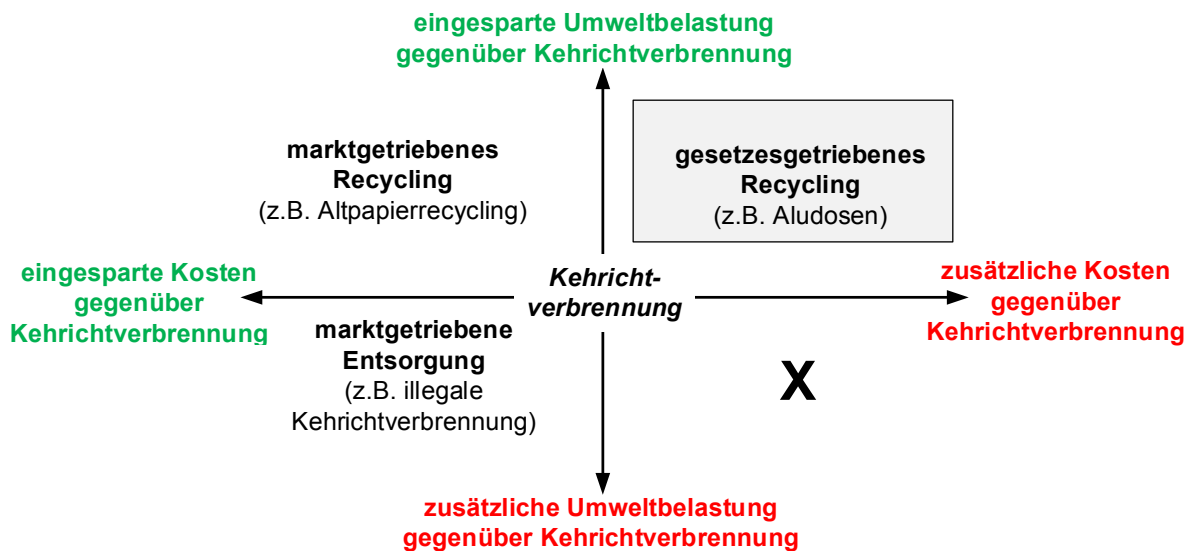 eingesparte Umweltbelastung
gegenüber Kehrichtverbrennung
marktgetriebenes
Recycling
(z.B. Altpapierrecycling)
gesetzesgetriebenes
Recycling
(z.B. Aludosen)
eingesparte Kosten
gegenüber
Kehrichtverbrennung
Kehricht-
verbrennung
zusätzliche Kosten
gegenüber
Kehrichtverbrennung
marktgetriebene
Entsorgung
(z.B. illegale
Kehrichtverbrennung)
X
zusätzliche Umweltbelastung
gegenüber Kehrichtverbrennung